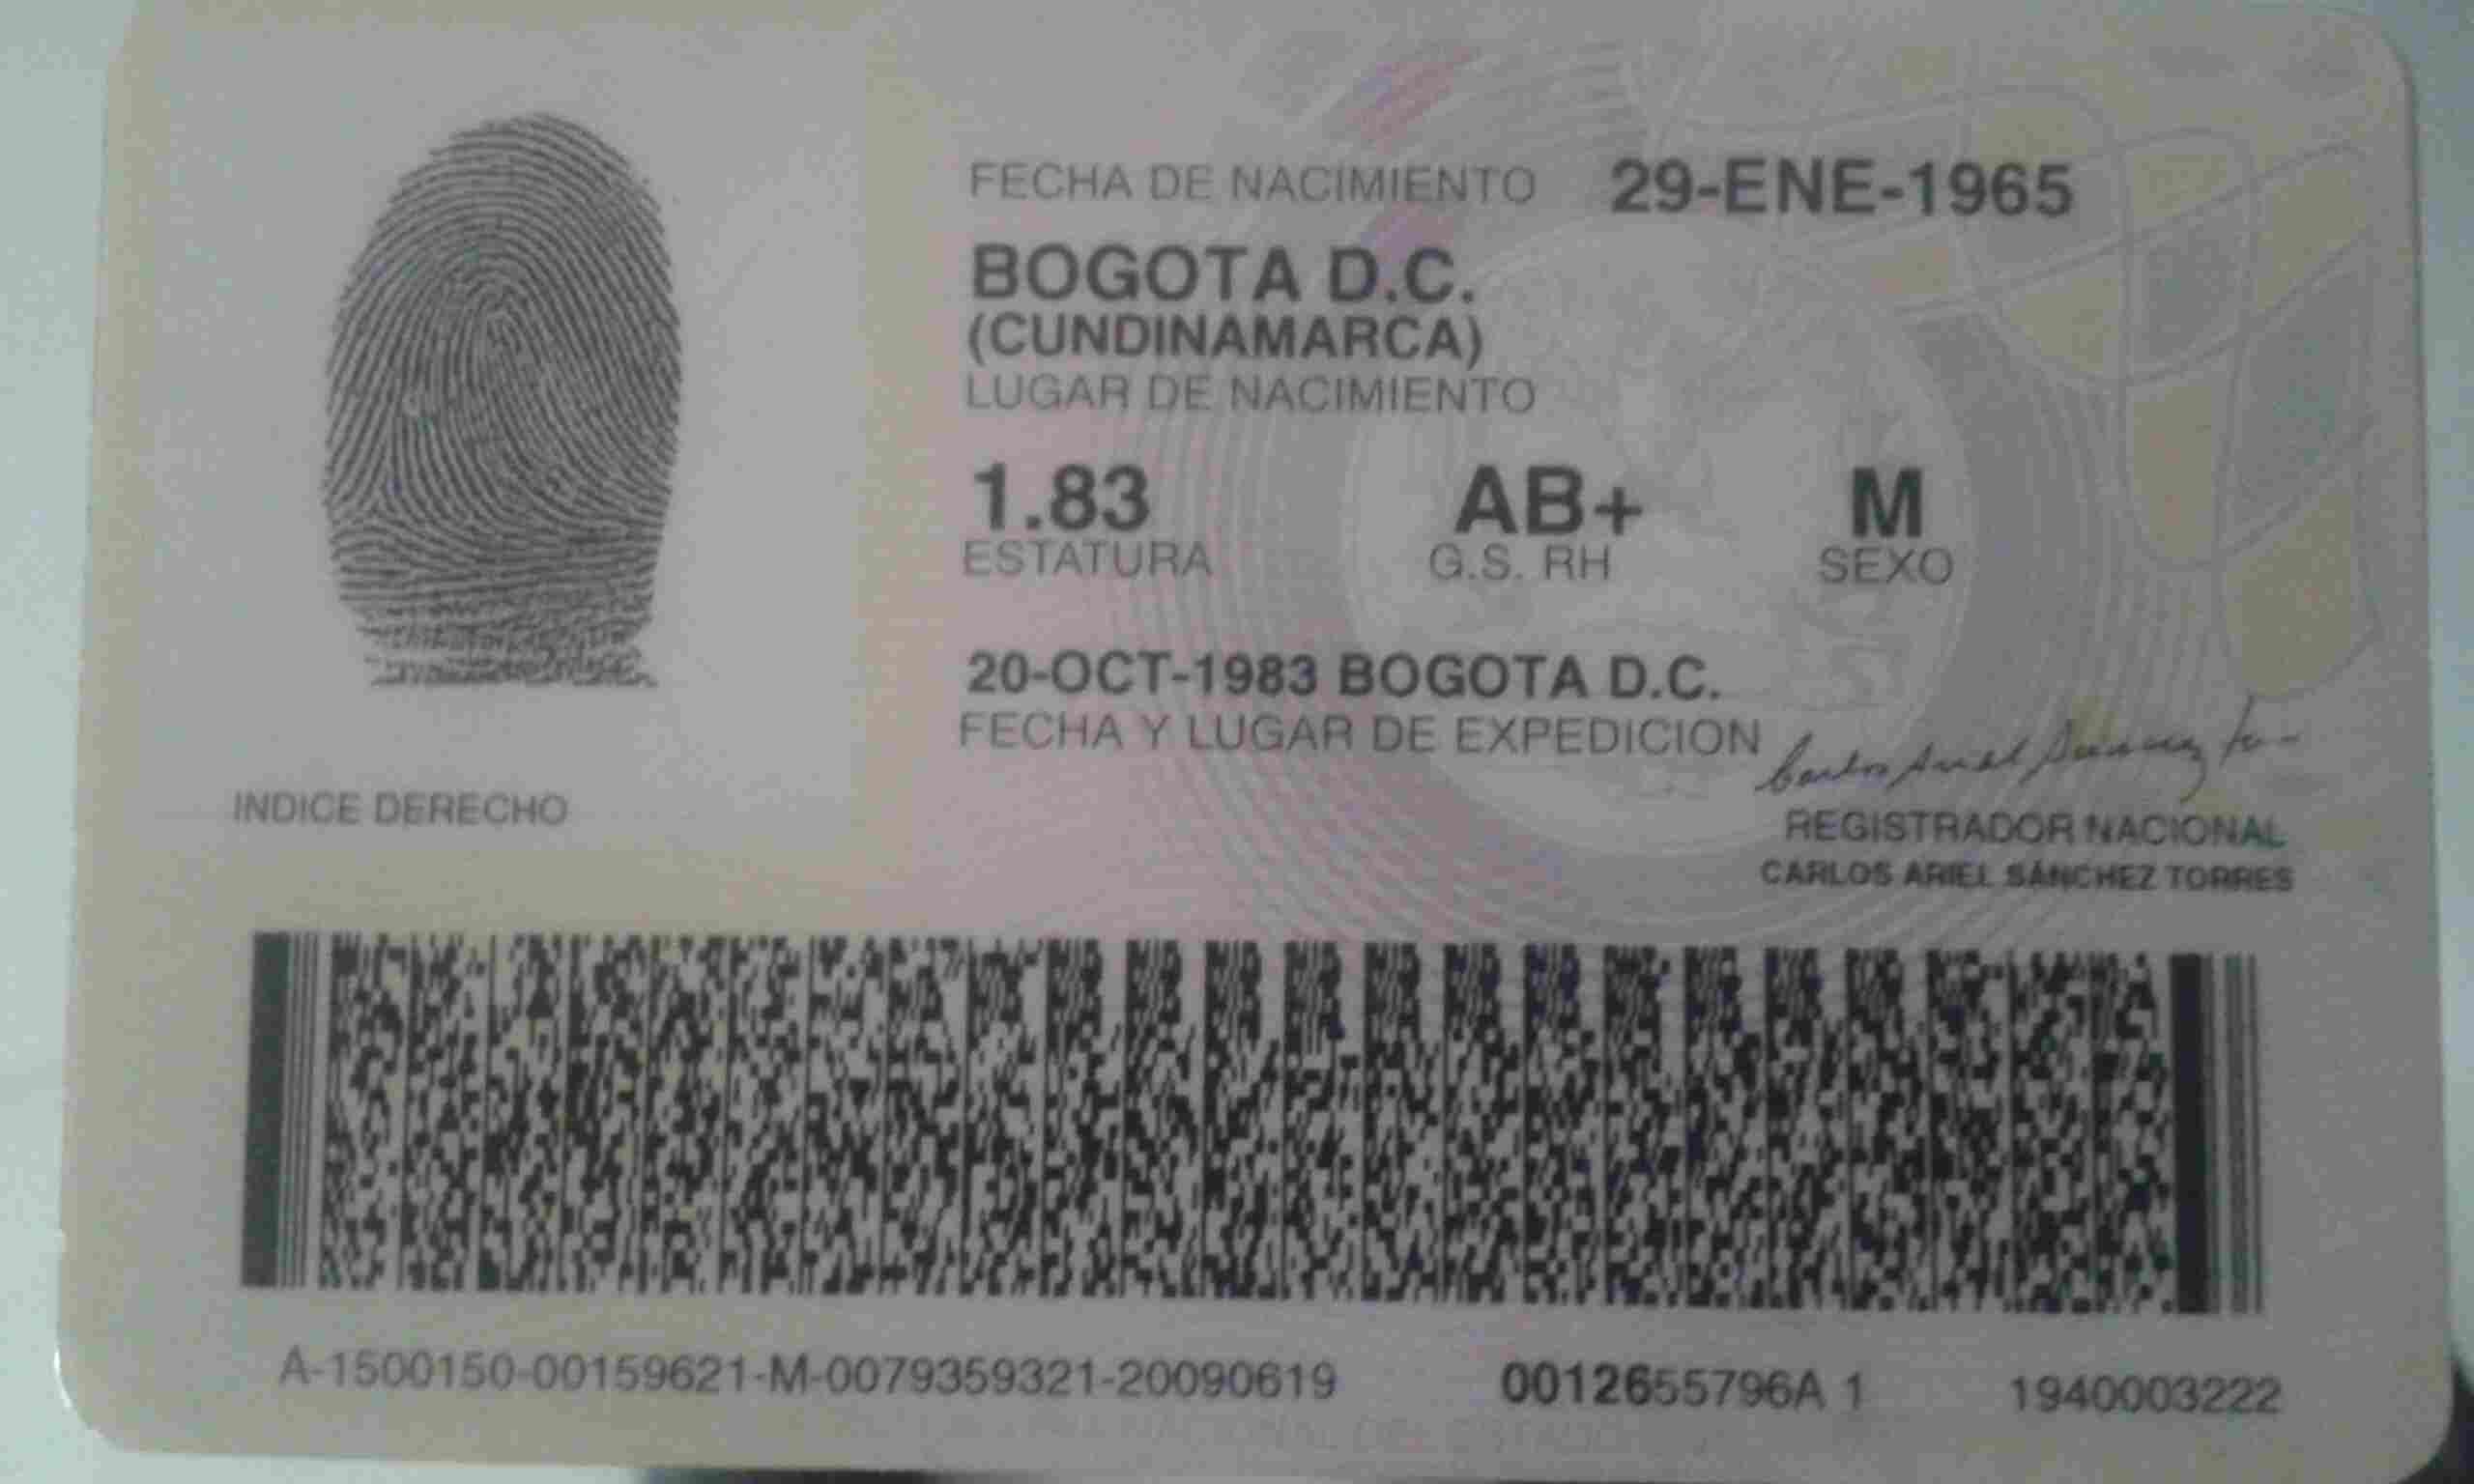 FECHA DE NACIMIENTO 29-ENE-1965
BOGOTA D.C.
(CUNDINAMARCA)
LUGAR DE NACIMIENTO
1.83 AB+ M
ESTATURA G.S. RH SEXO
20-OCT-1983 BOGOTA D.C.
FECHA Y LUGAR DE EXPEDICION
INDICE DERECHO
REGISTRADOR NACIONAL
CARLOS ARIEL SÁNCHEZ TORRES
A-1500150-00159621-M-0079359321-20090619 0012655796A 1 1940003222